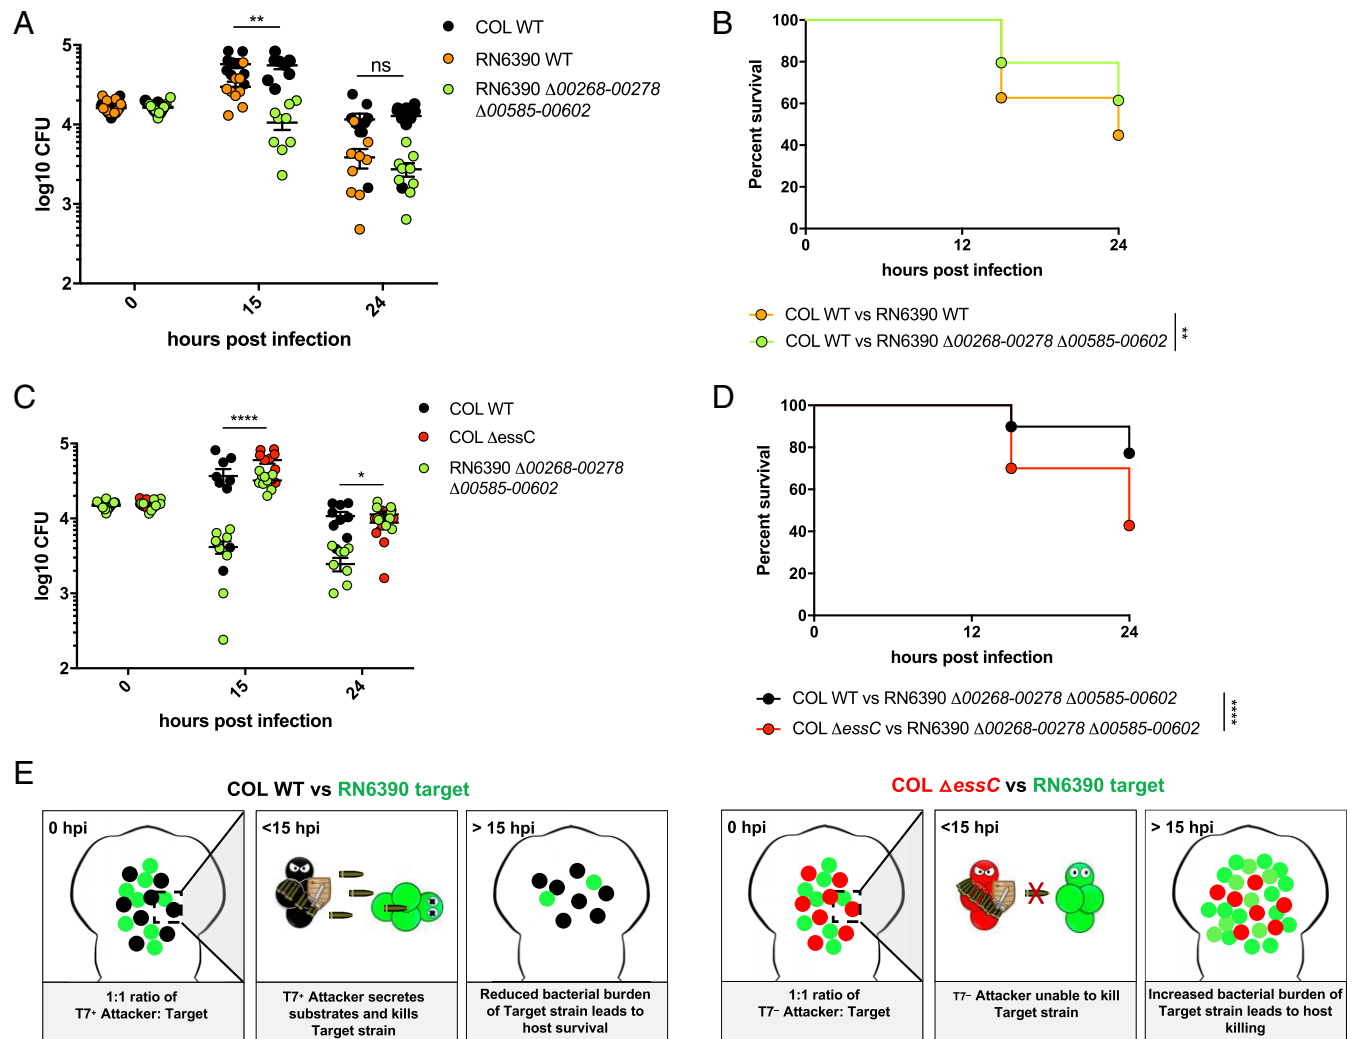 A
**
5
4
3
2
log10 CFU
ns
0
15
24
hours post infection
COL WT
RN6390 WT
RN6390 Δ00268-00278
Δ00585-00602
B
100
80
60
40
20
0
Percent survival
0
12
24
hours post infection
COL WT vs RN6390 WT
COL WT vs RN6390 Δ00268-00278 Δ00585-00602
**
C
****
*
5
4
3
2
log10 CFU
0
15
24
hours post infection
COL WT
COL ΔessC
RN6390 Δ00268-00278
Δ00585-00602
D
100
80
60
40
20
0
Percent survival
0
12
24
hours post infection
COL WT vs RN6390 Δ00268-00278 Δ00585-00602
COL ΔessC vs RN6390 Δ00268-00278 Δ00585-00602
****
E
COL WT vs RN6390 target
0 hpi
<15 hpi
> 15 hpi
1:1 ratio of
T7⁺ Attacker: Target
T7⁺ Attacker secretes
substrates and kills
Target strain
Reduced bacterial burden
of Target strain leads to
host survival
COL ΔessC vs RN6390 target
0 hpi
<15 hpi
> 15 hpi
1:1 ratio of
T7⁻ Attacker: Target
T7⁻ Attacker unable to kill
Target strain
Increased bacterial burden of
Target strain leads to host
killing